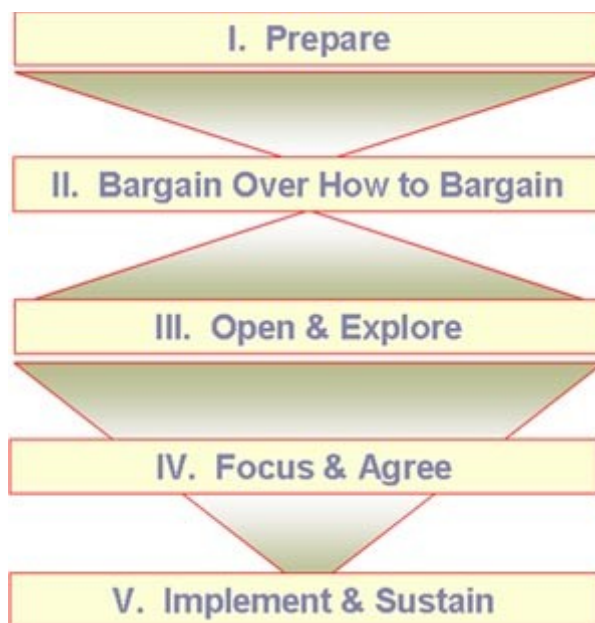 I. Prepare
II. Bargain Over How to Bargain
III. Open & Explore
IV. Focus & Agree
V. Implement & Sustain